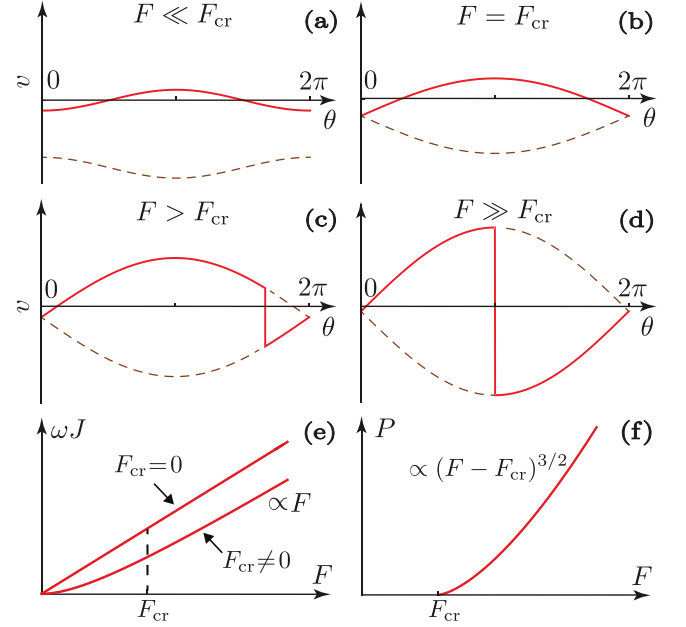 F ≪ F_cr (a)
v
0 2π
θ
F = F_cr (b)
0 2π
θ
F > F_cr (c)
v
0 2π
θ
F ≫ F_cr (d)
0 2π
θ
ωJ (e)
F_cr=0
∝F
F_cr≠0
F
F_cr
P (f)
∝ (F − F_cr)^{3/2}
F
F_cr